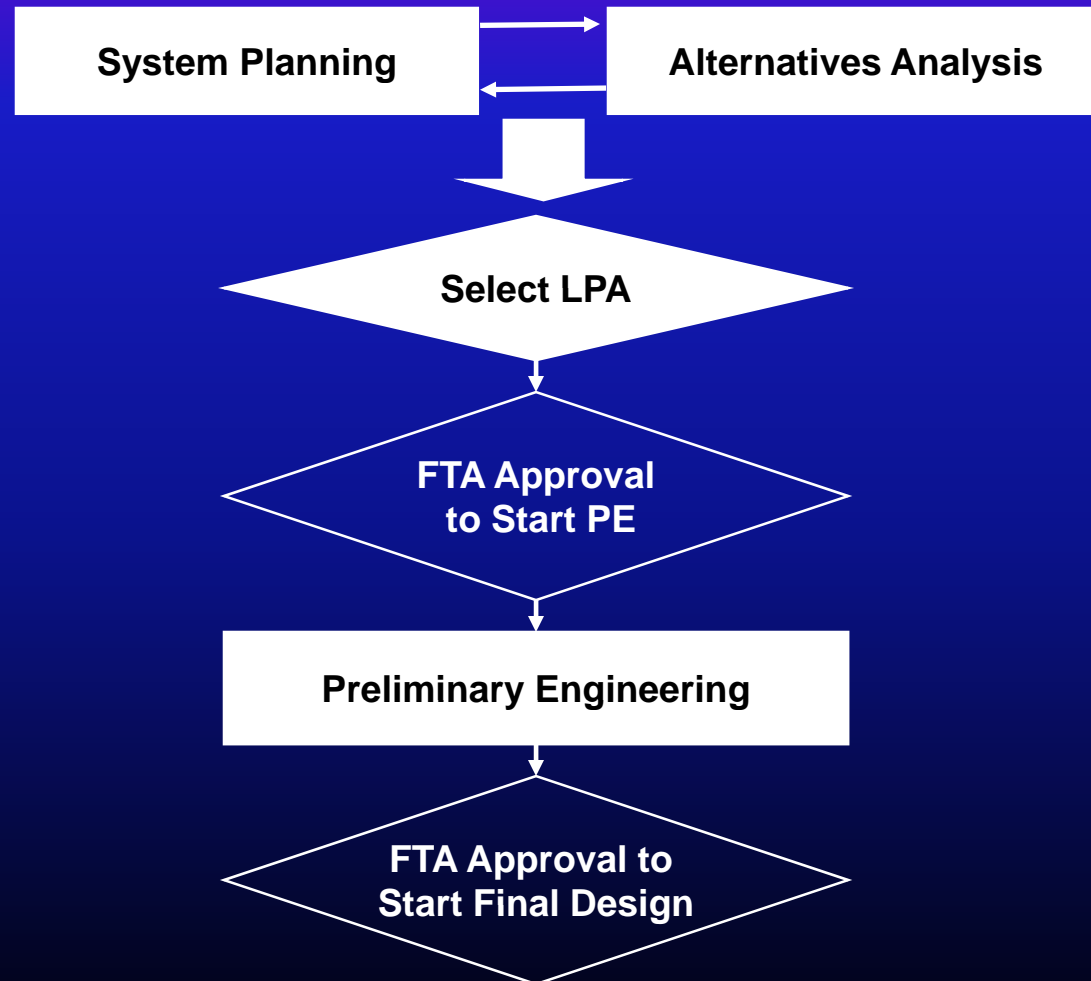 System Planning
Alternatives Analysis
Select LPA
FTA Approval
to Start PE
Preliminary Engineering
FTA Approval to
Start Final Design